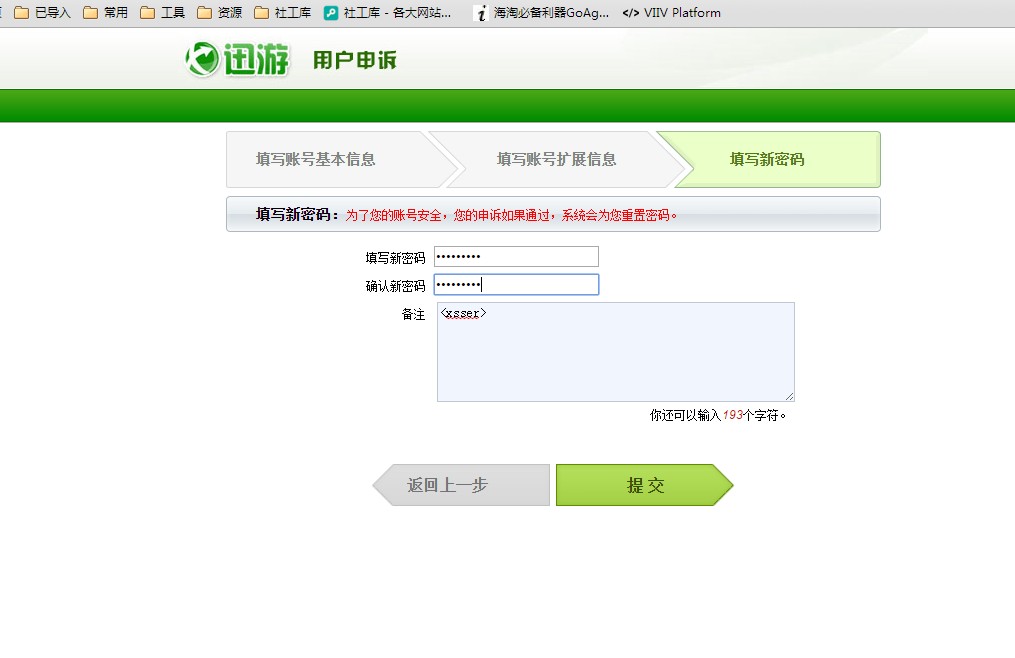 已导入 常用 工具 资源 社工库 社工库 - 各大网站... 海淘必备利器GoAg... </> VIIV Platform
迅游 用户申诉
填写账号基本信息 填写账号扩展信息 填写新密码
填写新密码：为了您的账号安全，您的申诉如果通过，系统会为您重置密码。
填写新密码 •••••••••
确认新密码 •••••••••
备注 <xsser>
你还可以输入193个字符。
返回上一步 提 交